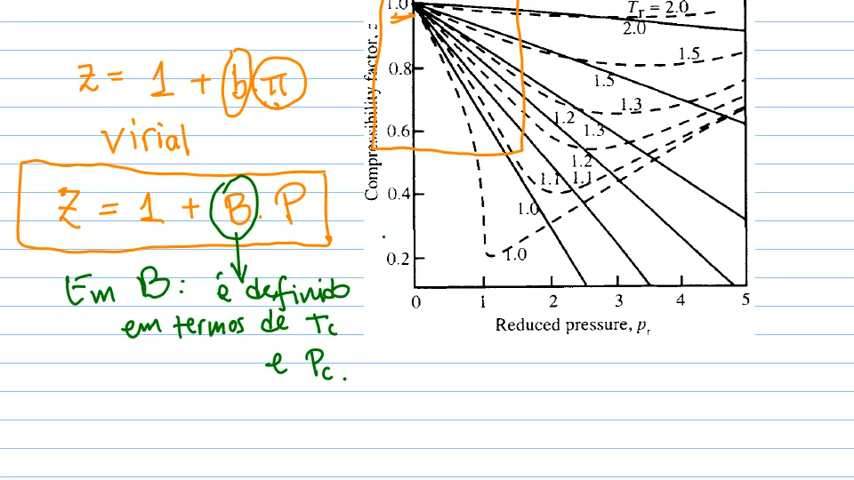 z = 1 + b π
virial
z = 1 + B. P
Em B: é definido
em termos de Tc
e Pc.
Compressibility factor, z
1.0
0.8
0.6
0.4
0.2
Tr = 2.0
2.0
1.5
1.5
1.3
1.2
1.3
1.2
1.1
1.1
1.0
1.0
0
1
2
3
4
5
Reduced pressure, pr